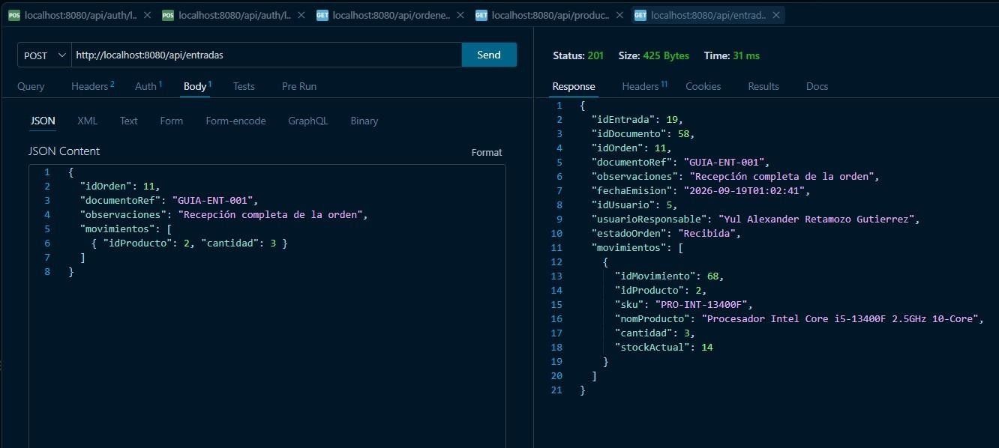 POS localhost:8080/api/auth/l..
POS localhost:8080/api/auth/l..
GET localhost:8080/api/ordene..
GET localhost:8080/api/produc..
GET localhost:8080/api/entrad..
POST http://localhost:8080/api/entradas Send
Query Headers 2 Auth 1 Body 1 Tests Pre Run
JSON XML Text Form Form-encode GraphQL Binary
JSON Content Format
1 {
2 "idOrden": 11,
3 "documentoRef": "GUIA-ENT-001",
4 "observaciones": "Recepción completa de la orden",
5 "movimientos": [
6 { "idProducto": 2, "cantidad": 3 }
7 ]
8 }
Status: 201 Size: 425 Bytes Time: 31 ms
Response Headers 11 Cookies Results Docs
1 {
2 "idEntrada": 19,
3 "idDocumento": 58,
4 "idOrden": 11,
5 "documentoRef": "GUIA-ENT-001",
6 "observaciones": "Recepción completa de la orden",
7 "fechaEmision": "2026-09-19T01:02:41",
8 "idUsuario": 5,
9 "usuarioResponsable": "Yul Alexander Retamozo Gutierrez",
10 "estadoOrden": "Recibida",
11 "movimientos": [
12 {
13 "idMovimiento": 68,
14 "idProducto": 2,
15 "sku": "PRO-INT-13400F",
16 "nomProducto": "Procesador Intel Core i5-13400F 2.5GHz 10-Core",
17 "cantidad": 3,
18 "stockActual": 14
19 }
20 ]
21 }